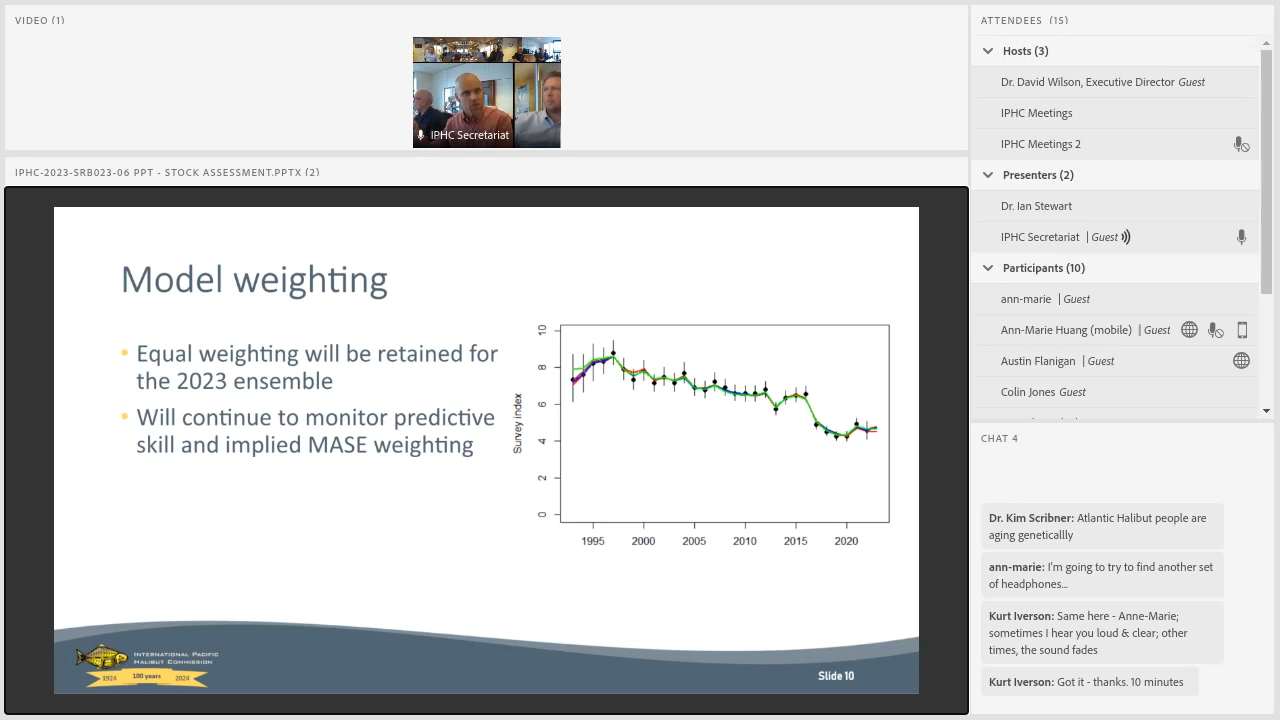 VIDEO (1)
IPHC Secretariat
IPHC-2023-SRB023-06 PPT - STOCK ASSESSMENT.PPTX (2)
Model weighting
• Equal weighting will be retained for
the 2023 ensemble
• Will continue to monitor predictive
skill and implied MASE weighting
Survey index
10
8
6
4
2
0
1995 2000 2005 2010 2015 2020
INTERNATIONAL PACIFIC
HALIBUT COMMISSION
1924 100 years 2024
Slide 10
ATTENDEES (15)
Hosts (3)
Dr. David Wilson, Executive Director Guest
IPHC Meetings
IPHC Meetings 2
Presenters (2)
Dr. Ian Stewart
IPHC Secretariat | Guest
Participants (10)
ann-marie | Guest
Ann-Marie Huang (mobile) | Guest
Austin Angan | Guest
Colin Jones Guest
CHAT 4
Dr. Kim Scribner: Atlantic Halibut people are
aging genetically
ann-marie: I'm going to try to find another set
of headphones...
Kurt Iverson: Same here - Anne-Marie;
sometimes I hear you loud & clear; other
times the sound fades
Kurt Iverson: Got it - thanks. 10 minutes